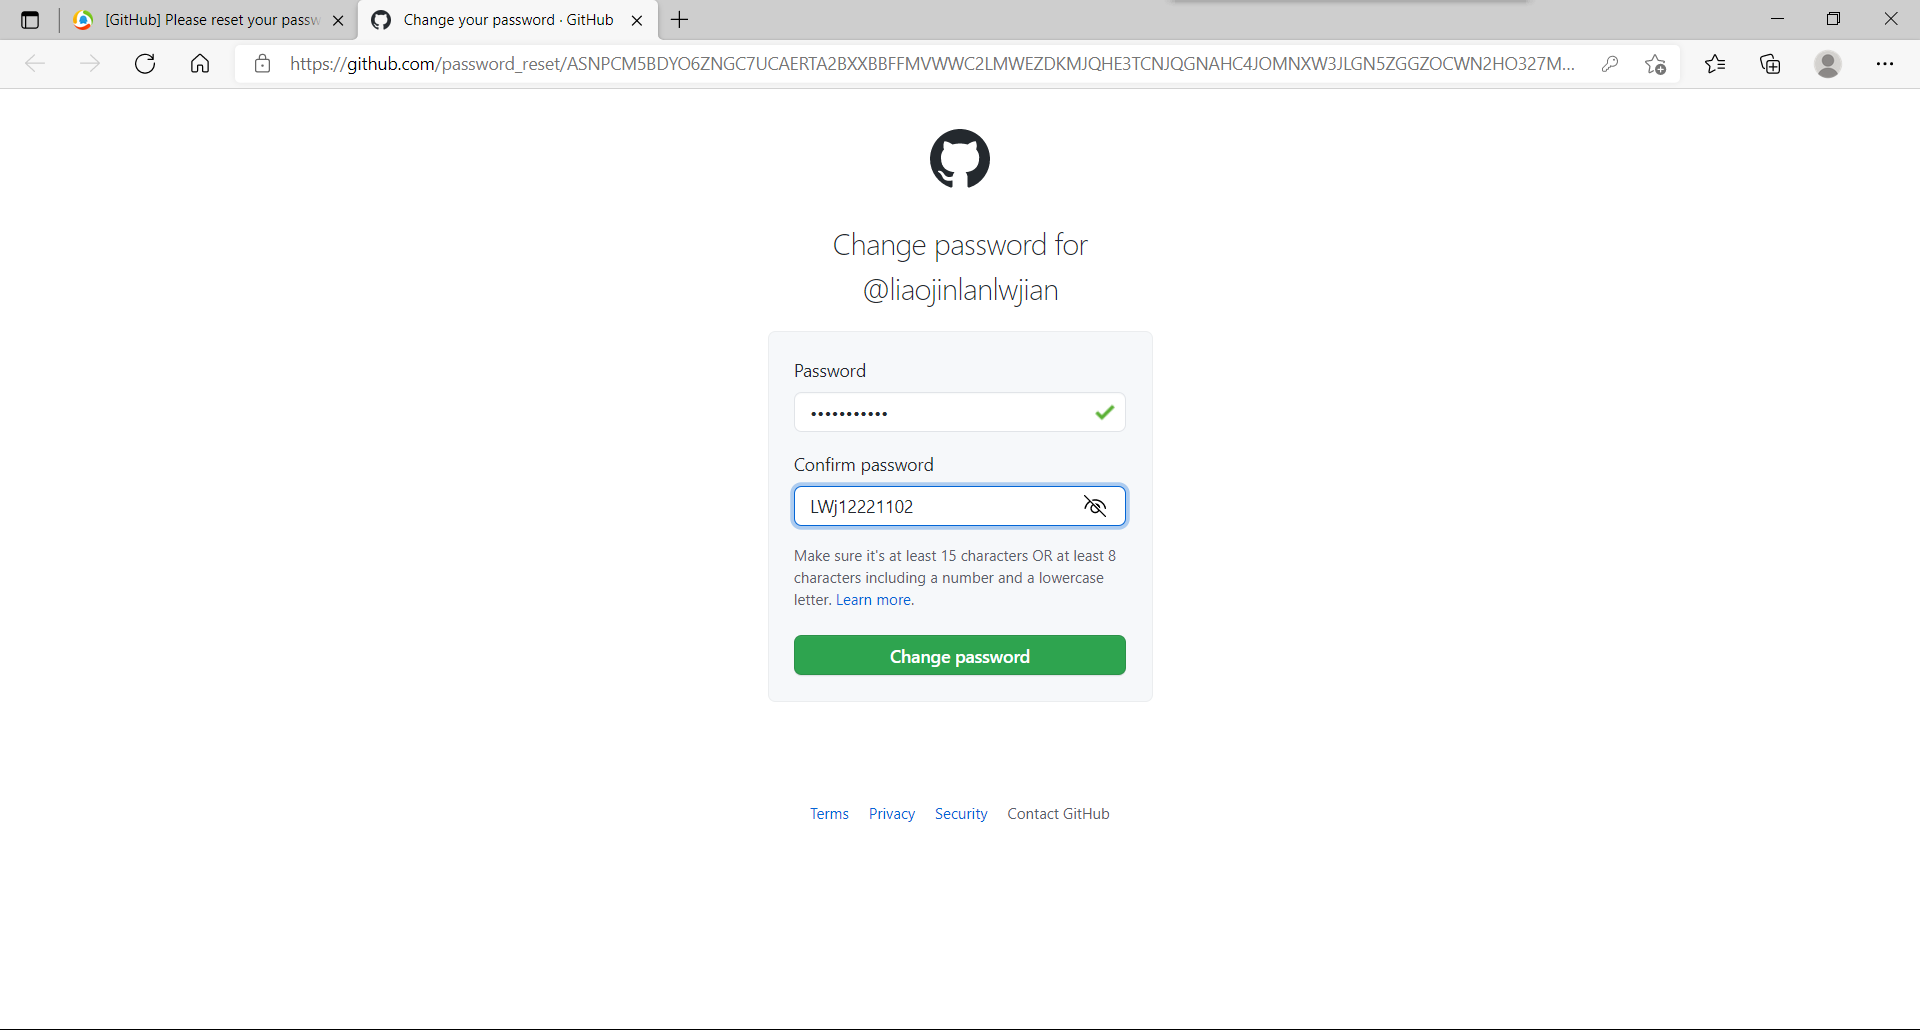 [GitHub] Please reset your passw
Change your password · GitHub
https://github.com/password_reset/ASNPCM5BDYO6ZNGC7UCAERTA2BXXBBFFMVWWC2LMWEZDKMJQHE3TCNJQGNAHC4JOMNXW3JLGN5ZGGZOCWN2HO327M...
Change password for
@liaojinlanlwjian
Password
•••••••••••
Confirm password
LWj12221102
Make sure it's at least 15 characters OR at least 8
characters including a number and a lowercase
letter. Learn more.
Change password
Terms Privacy Security Contact GitHub